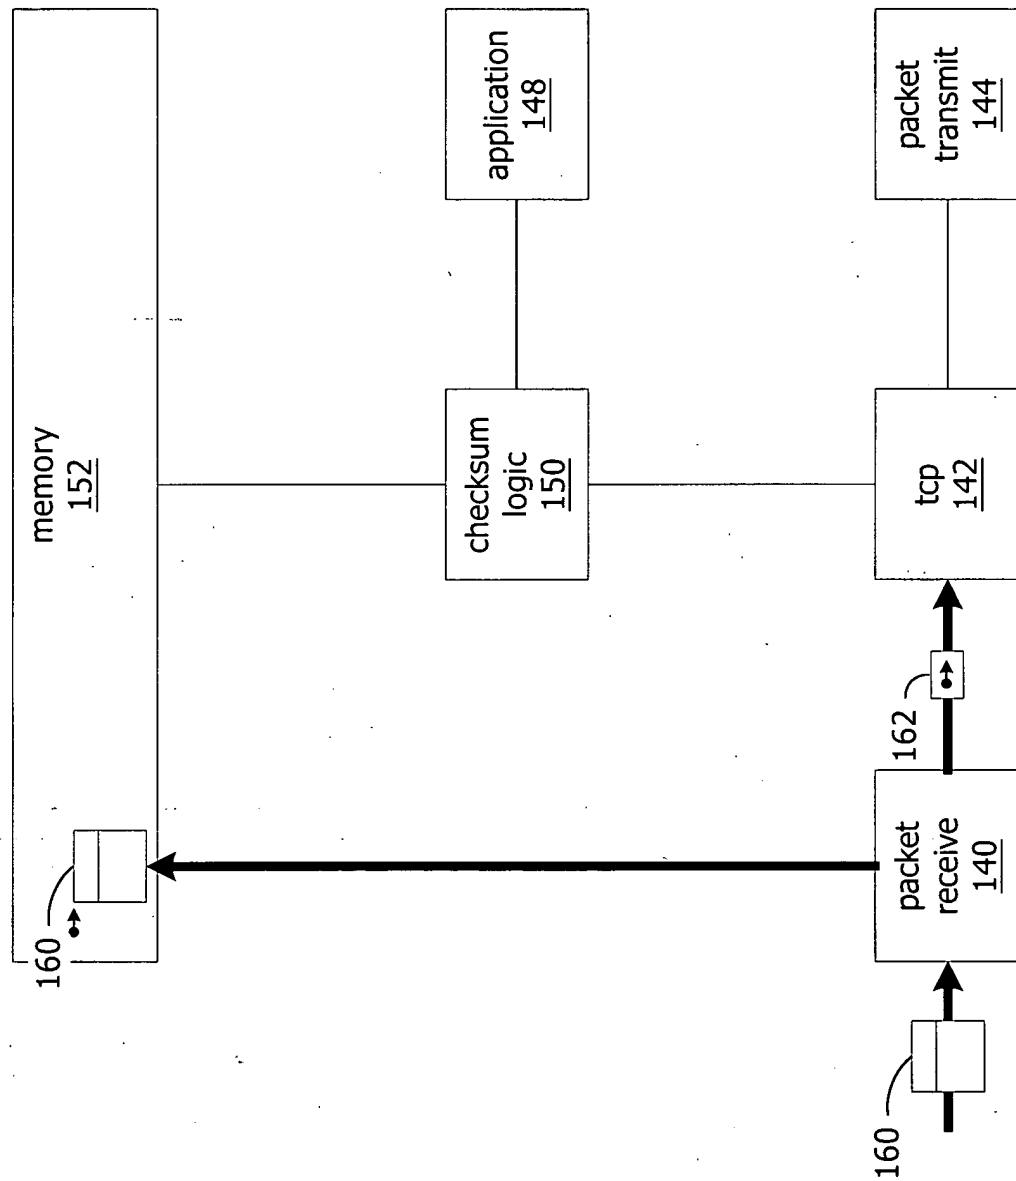 memory
152
160
checksum
logic
150
application
148
160
packet
receive
140
162
tcp
142
packet
transmit
144